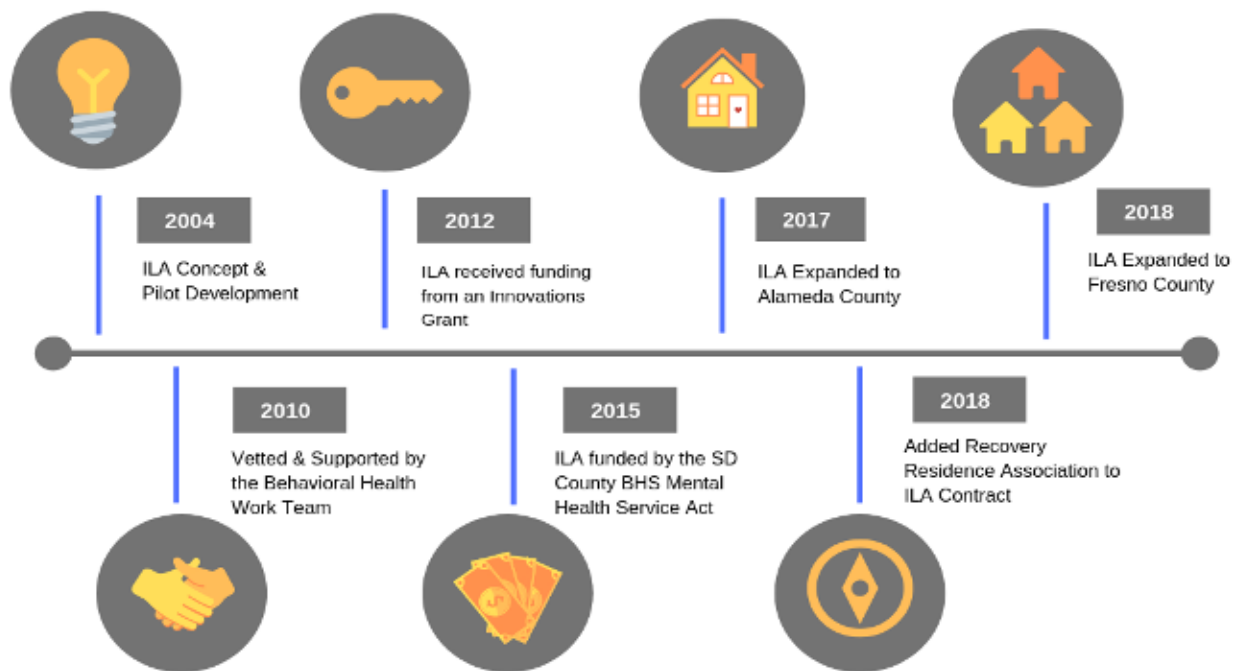 2004
ILA Concept &
Pilot Development
2012
ILA received funding
from an Innovations
Grant
2017
ILA Expanded to
Alameda County
2018
ILA Expanded to
Fresno County
2010
Vetted & Supported by
the Behavioral Health
Work Team
2015
ILA funded by the SD
County BHS Mental
Health Service Act
2018
Added Recovery
Residence Association to
ILA Contract